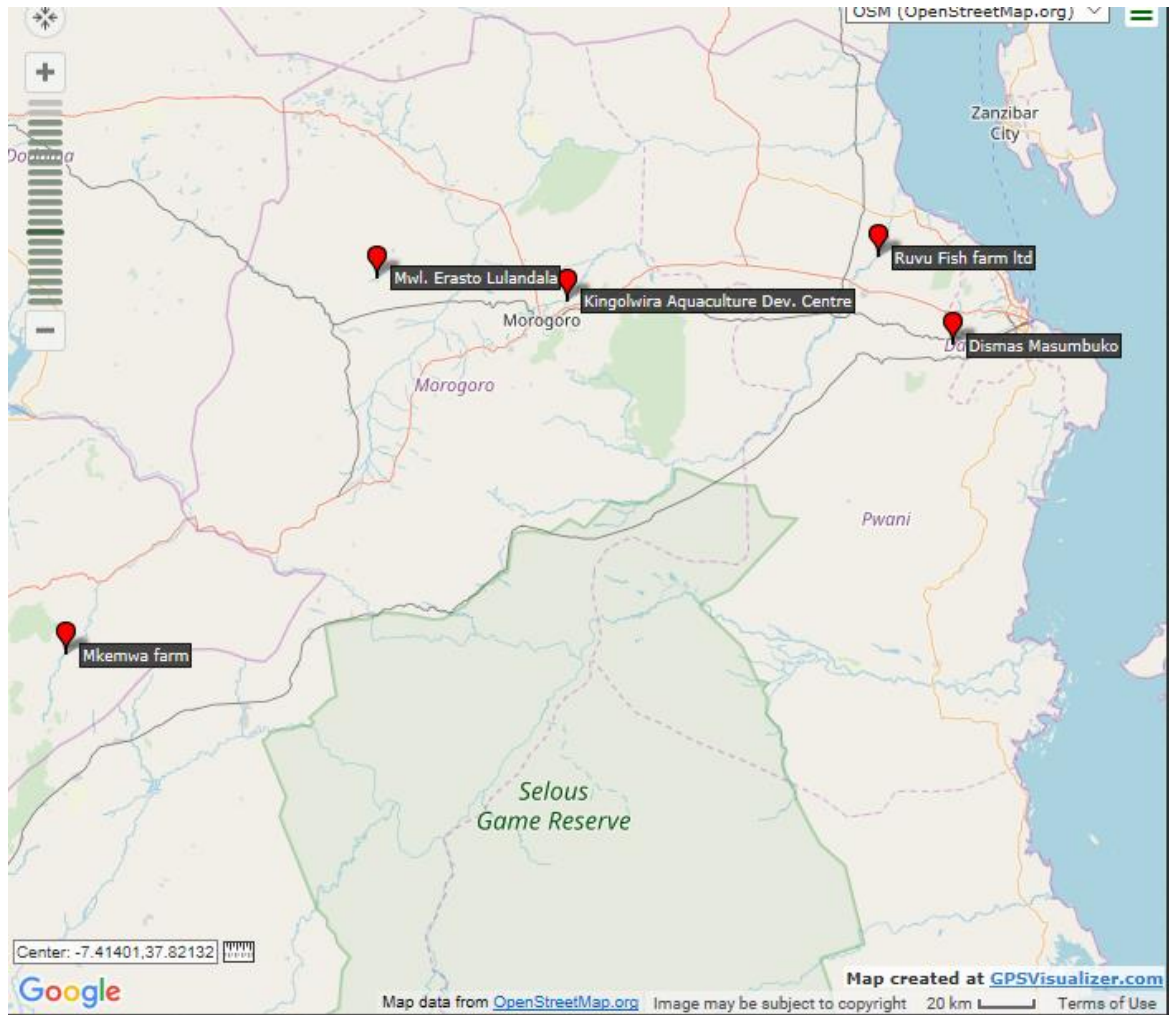 OSM (OpenStreetMap.org)
Zanzibar
City
Dodoma
Ruvu Fish farm ltd
Mwl. Erasto Lulandala
Kingolwira Aquaculture Dev. Centre
Morogoro
Dismas Masumbuko
Morogoro
Pwani
Mkemwa farm
Selous
Game Reserve
Center: -7.41401,37.82132
Google
Map created at GPSVisualizer.com
Map data from OpenStreetMap.org
Image may be subject to copyright
20 km
Terms of Use